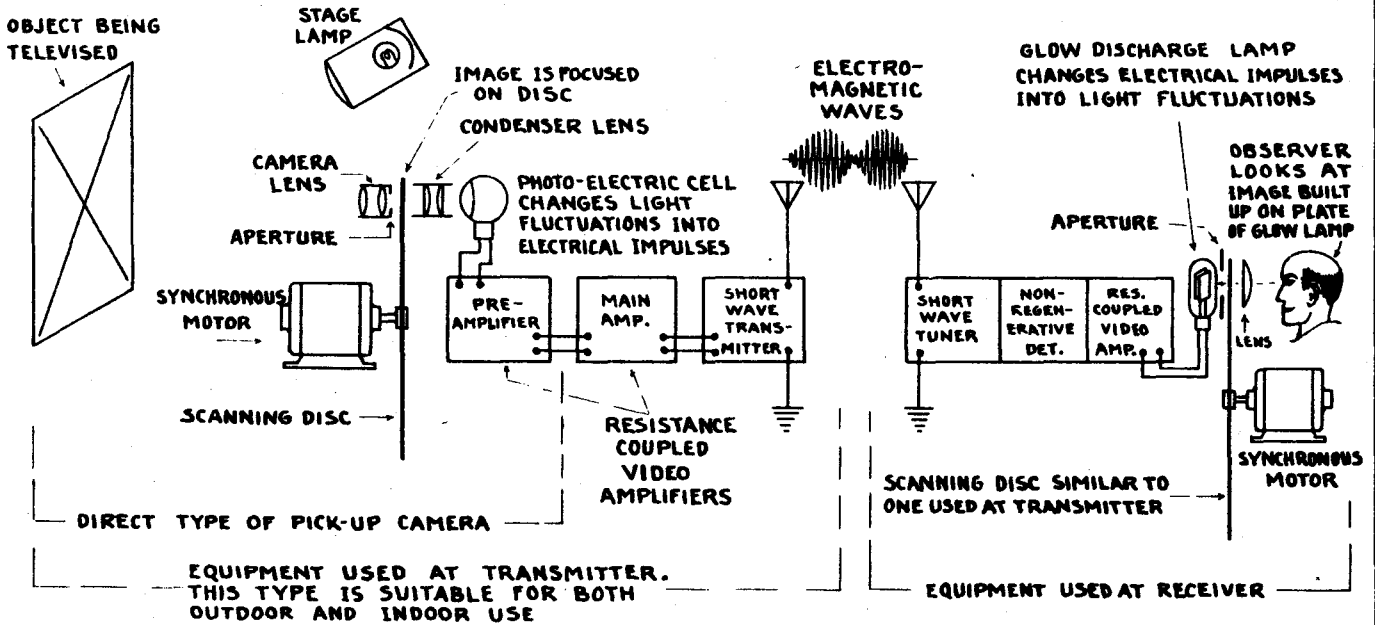 OBJECT BEING
TELEVISED
STAGE
LAMP
IMAGE IS FOCUSED
ON DISC
CONDENSER LENS
CAMERA
LENS
APERTURE
PHOTO-ELECTRIC CELL
CHANGES LIGHT
FLUCTUATIONS INTO
ELECTRICAL IMPULSES
ELECTRO-
MAGNETIC
WAVES
GLOW DISCHARGE LAMP
CHANGES ELECTRICAL IMPULSES
INTO LIGHT FLUCTUATIONS
OBSERVER
LOOKS AT
IMAGE BUILT
UP ON PLATE
OF GLOW LAMP
APERTURE
SYNCHRONOUS
MOTOR
PRE-
AMPLIFIER
MAIN
AMP.
SHORT
WAVE
TRANS-
MITTER
SHORT
WAVE
TUNER
NON-
REGEN-
ERATIVE
DET.
RES.
COUPLED
VIDEO
AMP.
LENS
SCANNING DISC
RESISTANCE
COUPLED
VIDEO
AMPLIFIERS
SYNCHRONOUS
MOTOR
SCANNING DISC SIMILAR TO
ONE USED AT TRANSMITTER
DIRECT TYPE OF PICK-UP CAMERA
EQUIPMENT USED AT TRANSMITTER.
THIS TYPE IS SUITABLE FOR BOTH
OUTDOOR AND INDOOR USE
EQUIPMENT USED AT RECEIVER